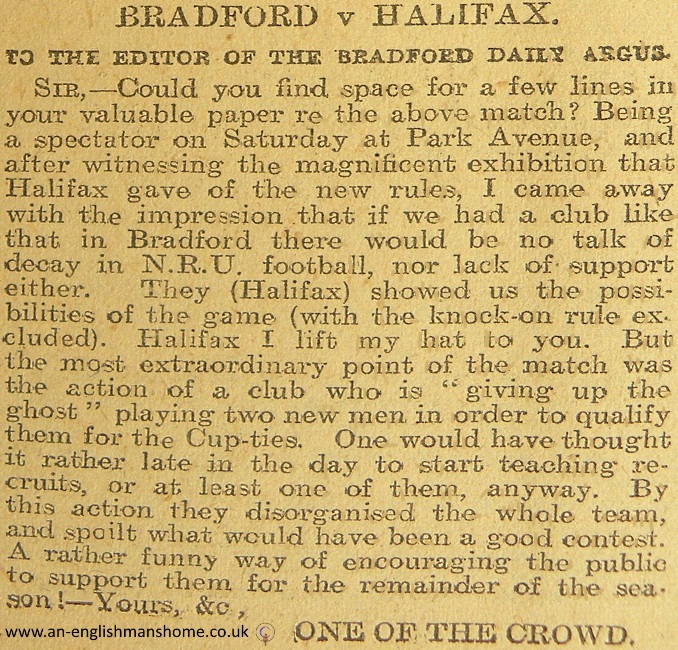 BRADFORD v HALIFAX.
TO THE EDITOR OF THE BRADFORD DAILY ARGUS.
SIR,—Could you find space for a few lines in
your valuable paper re the above match? Being
a spectator on Saturday at Park Avenue, and
after witnessing the magnificent exhibition that
Halifax gave of the new rules, I came away
with the impression that if we had a club like
that in Bradford there would be no talk of
decay in N.R.U. football, nor lack of support
either. They (Halifax) showed us the possi-
bilities of the game (with the knock-on rule ex-
cluded). Halifax I lift my hat to you. But
the most extraordinary point of the match was
the action of a club who is "giving up the
ghost" playing two new men in order to qualify
them for the Cup-ties. One would have thought
it rather late in the day to start teaching re-
cruits, or at least one of them, anyway. By
this action they disorganised the whole team,
and spoilt what would have been a good contest.
A rather funny way of encouraging the public
to support them for the remainder of the sea-
son!—Yours, &c,
ONE OF THE CROWD.
www.an-englishmanshome.co.uk